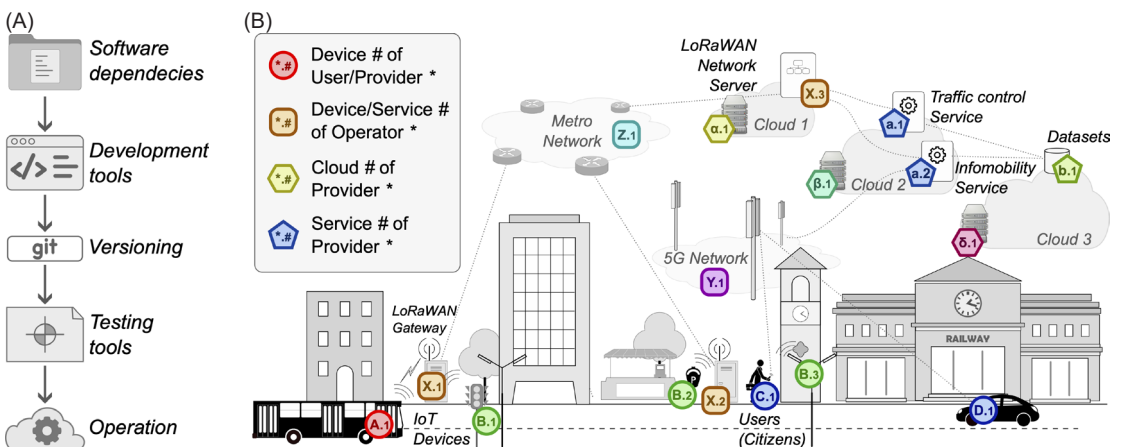 (A)
Software
dependecies
</>
Development
tools
git
Versioning
Testing
tools
Operation
(B)
*.#
Device # of
User/Provider *
*.#
Device/Service #
of Operator *
*.#
Cloud # of
Provider *
*.#
Service # of
Provider *
LoRaWAN
Network
Server
X.3
α.1
Cloud 1
Metro
Network
Z.1
a.1
Traffic control
Service
Datasets
b.1
β.1
Cloud 2
a.2
Infomobility
Service
δ.1
Cloud 3
5G Network
Y.1
LoRaWAN
Gateway
X.1
RAILWAY
A.1
IoT
Devices
B.1
B.2
X.2
C.1
Users
(Citizens)
B.3
D.1